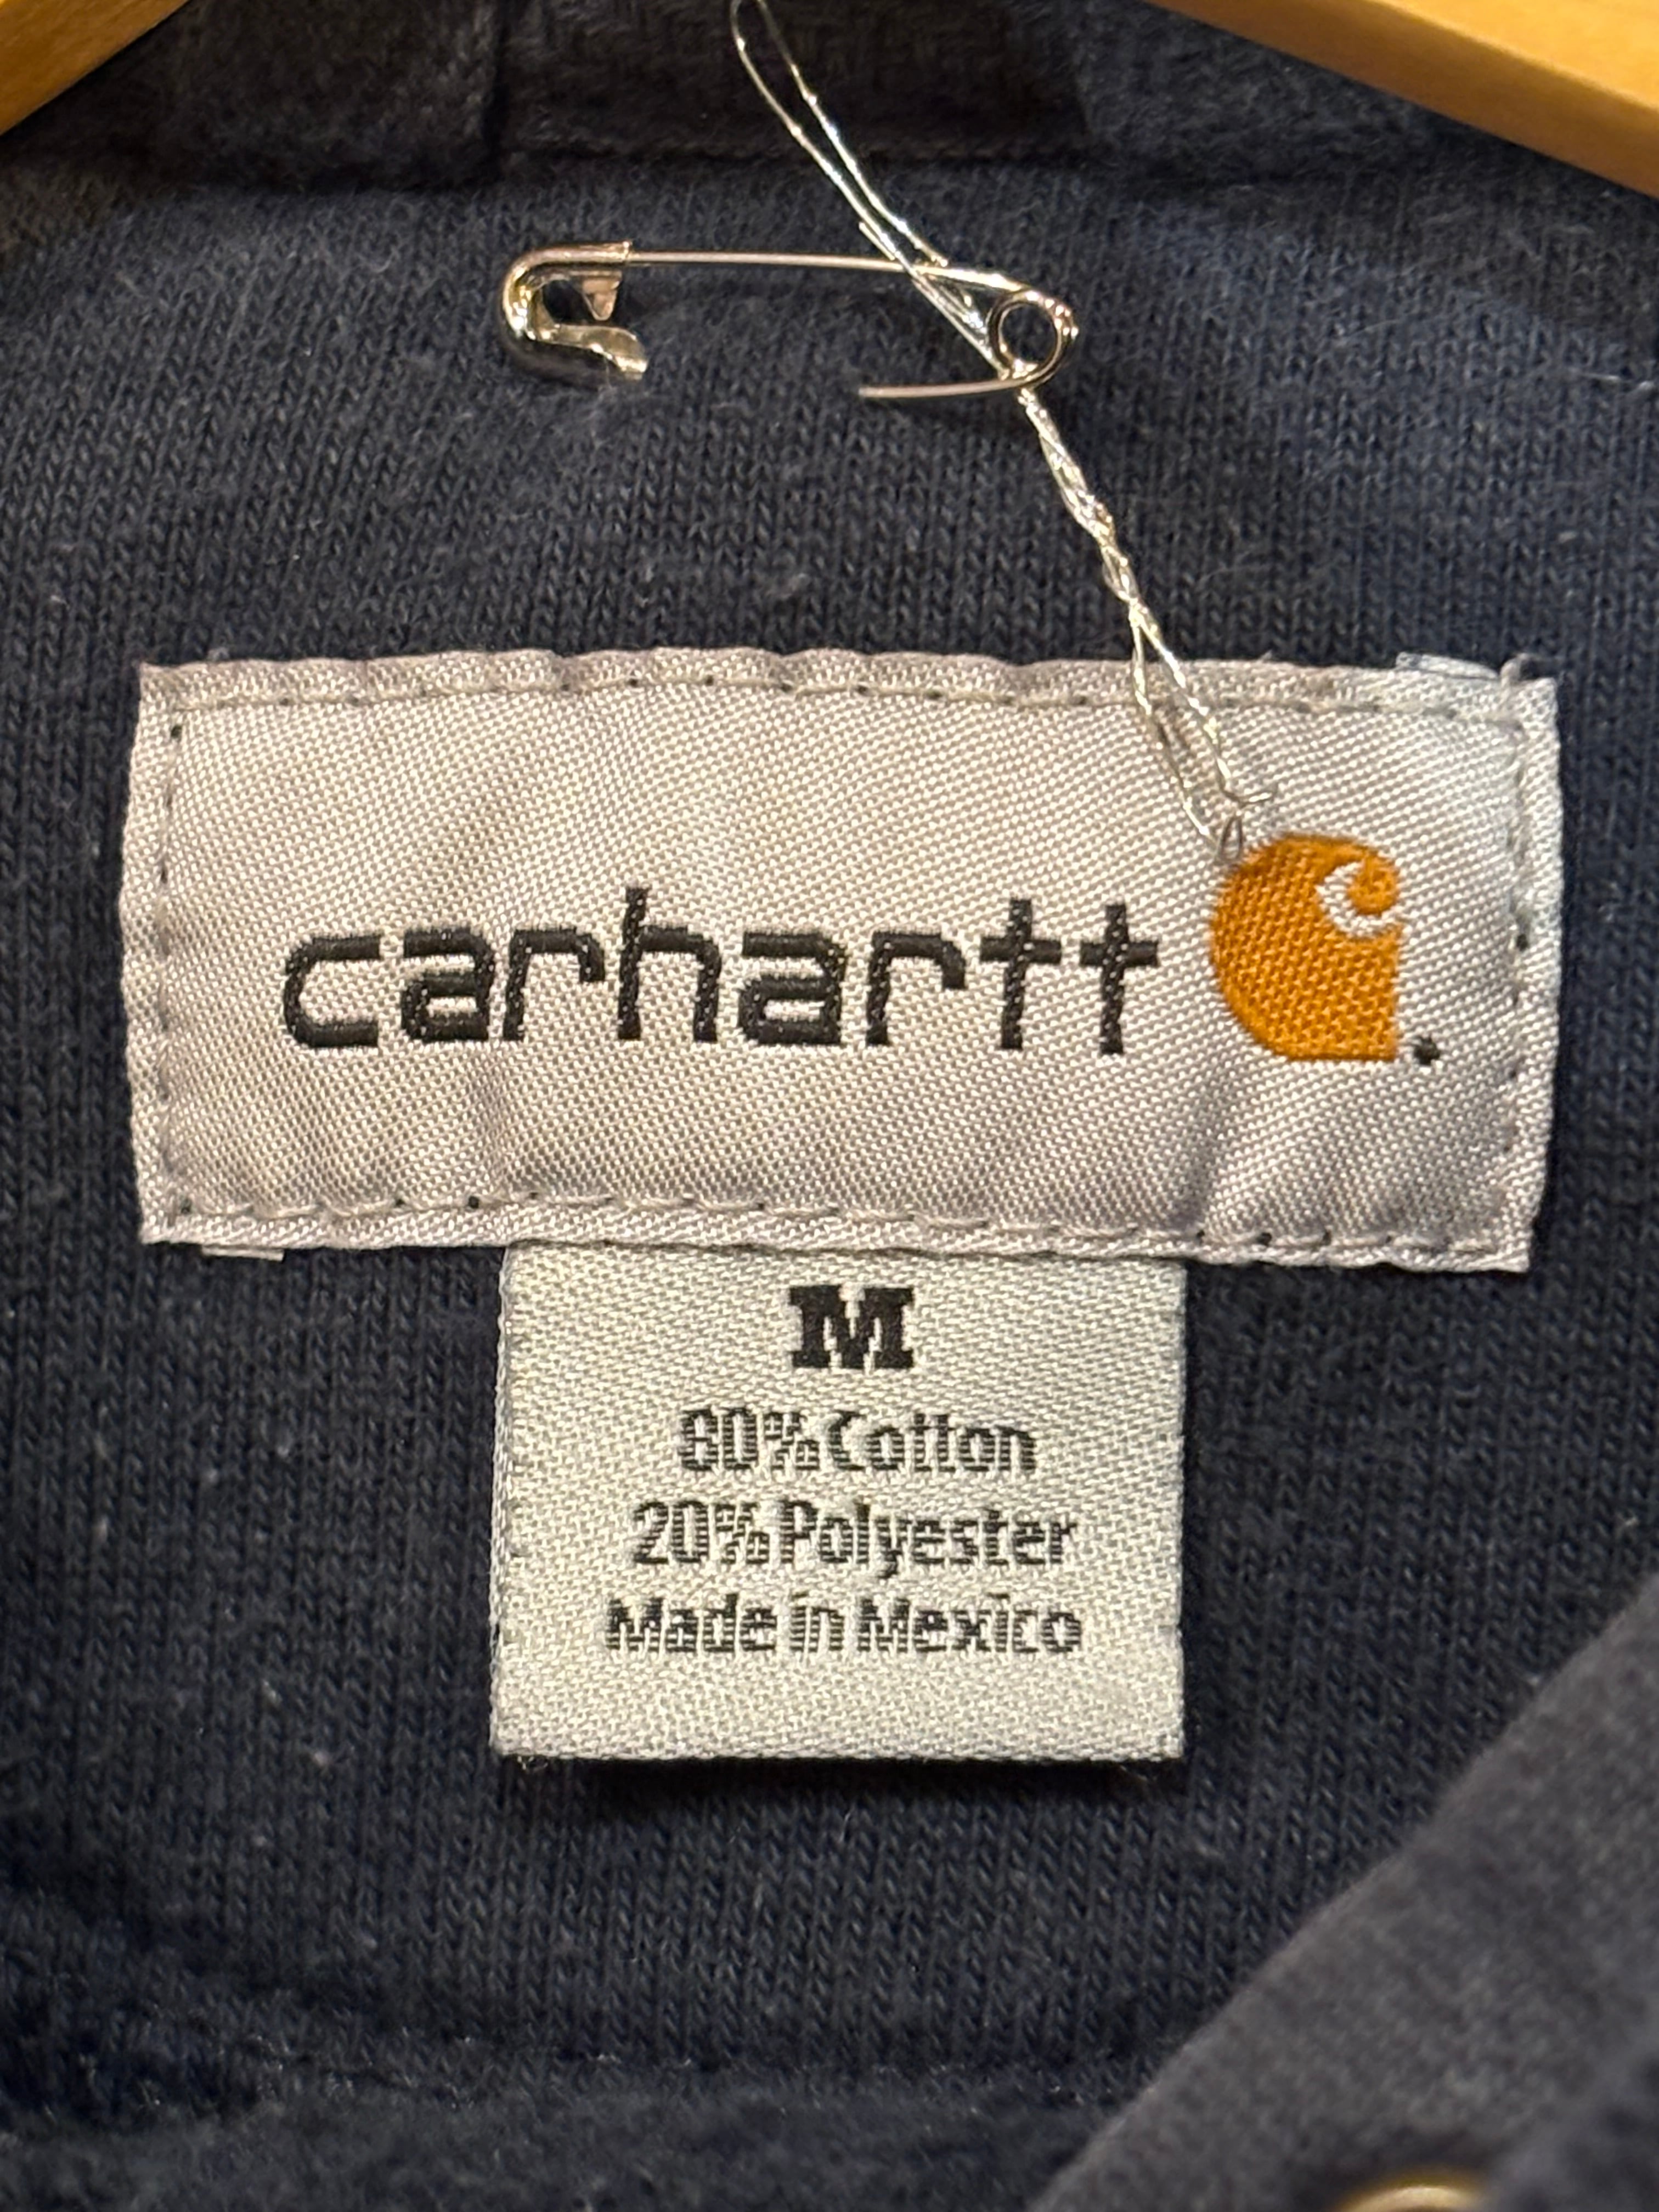 carhartt.
M
80% Cotton
20% Polyester
Made in Mexico